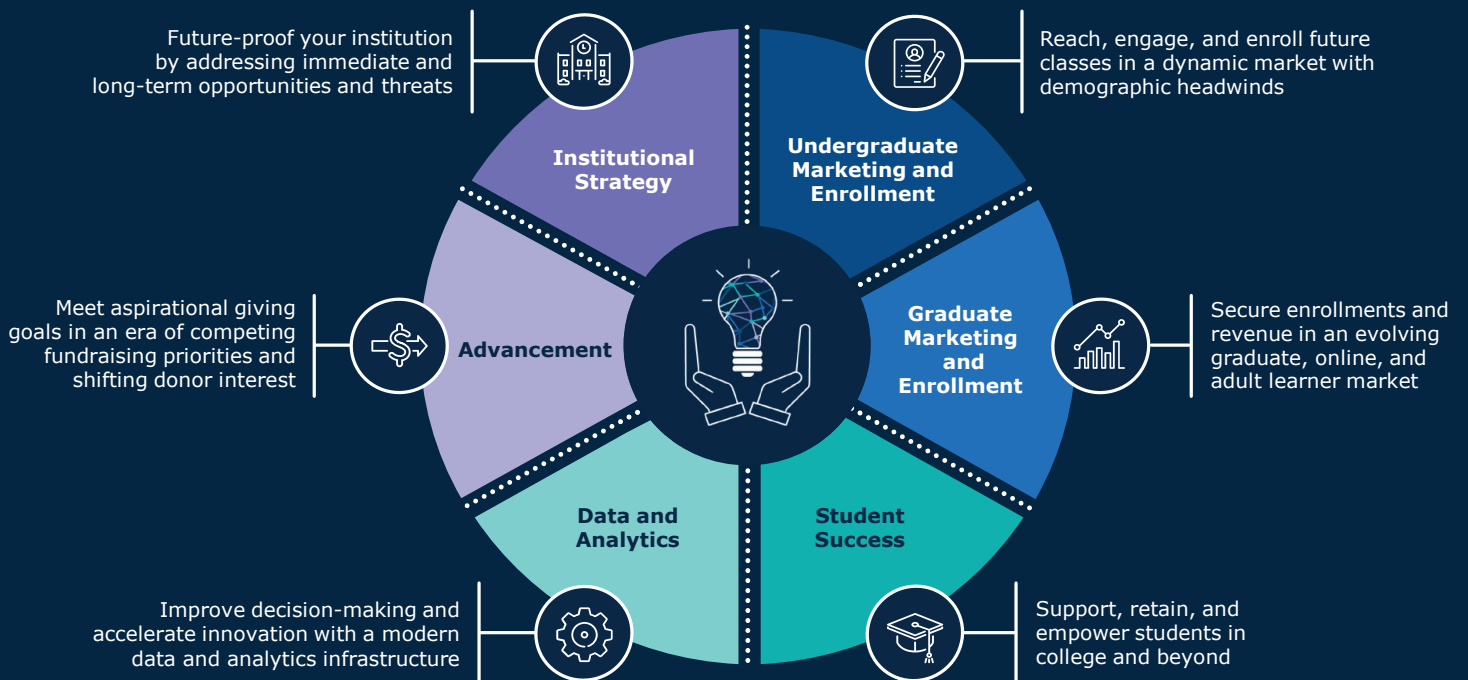 Future-proof your institution
by addressing immediate and
long-term opportunities and threats
Institutional
Strategy
Reach, engage, and enroll future
classes in a dynamic market with
demographic headwinds
Undergraduate
Marketing and
Enrollment
Secure enrollments and
revenue in an evolving
graduate, online, and
adult learner market
Graduate
Marketing
and
Enrollment
Support, retain, and
empower students in
college and beyond
Student
Success
Improve decision-making and
accelerate innovation with a modern
data and analytics infrastructure
Data and
Analytics
Meet aspirational giving
goals in an era of competing
fundraising priorities and
shifting donor interest
Advancement